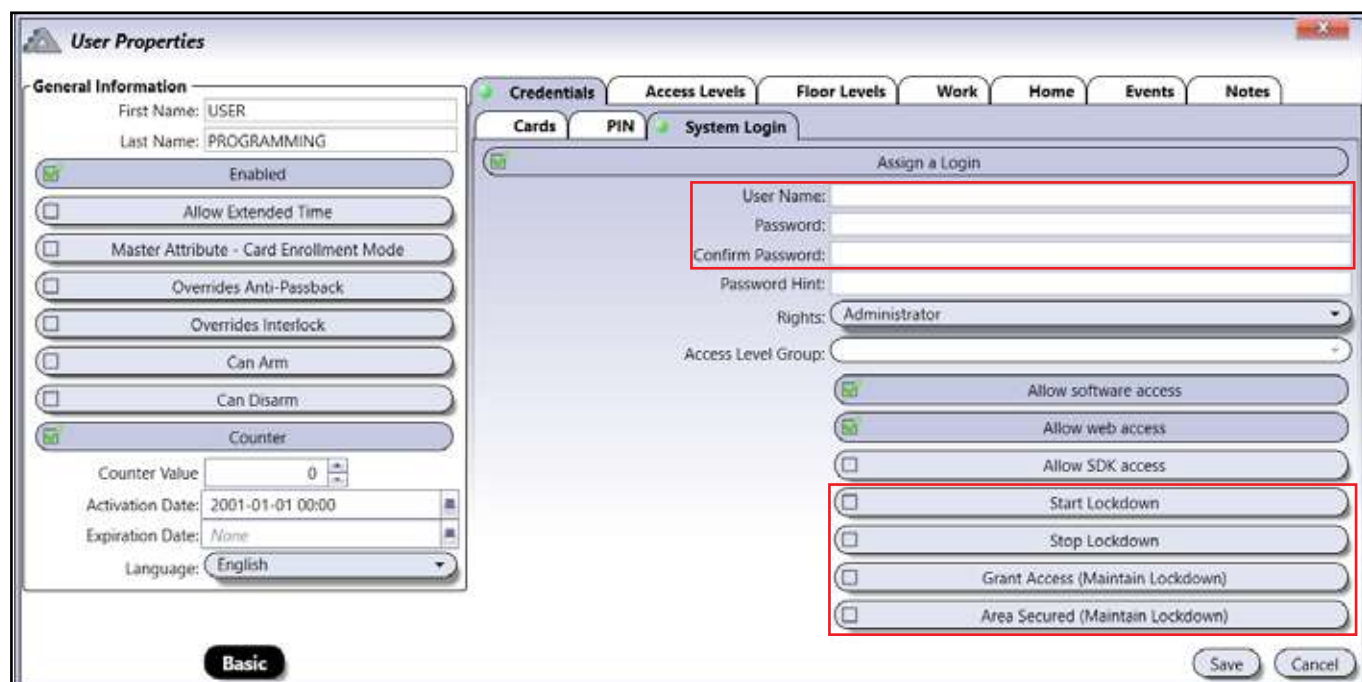 User Properties
General Information
First Name: USER
Last Name: PROGRAMMING
Enabled
Allow Extended Time
Master Attribute - Card Enrollment Mode
Overrides Anti-Passback
Overrides Interlock
Can Arm
Can Disarm
Counter
Counter Value 0
Activation Date: 2001-01-01 00:00
Expiration Date: None
Language: English
Basic
Credentials Access Levels Floor Levels Work Home Events Notes
Cards PIN System Login
Assign a Login
User Name:
Password:
Confirm Password:
Password Hint:
Rights: Administrator
Access Level Group:
Allow software access
Allow web access
Allow SDK access
Start Lockdown
Stop Lockdown
Grant Access (Maintain Lockdown)
Area Secured (Maintain Lockdown)
Save Cancel